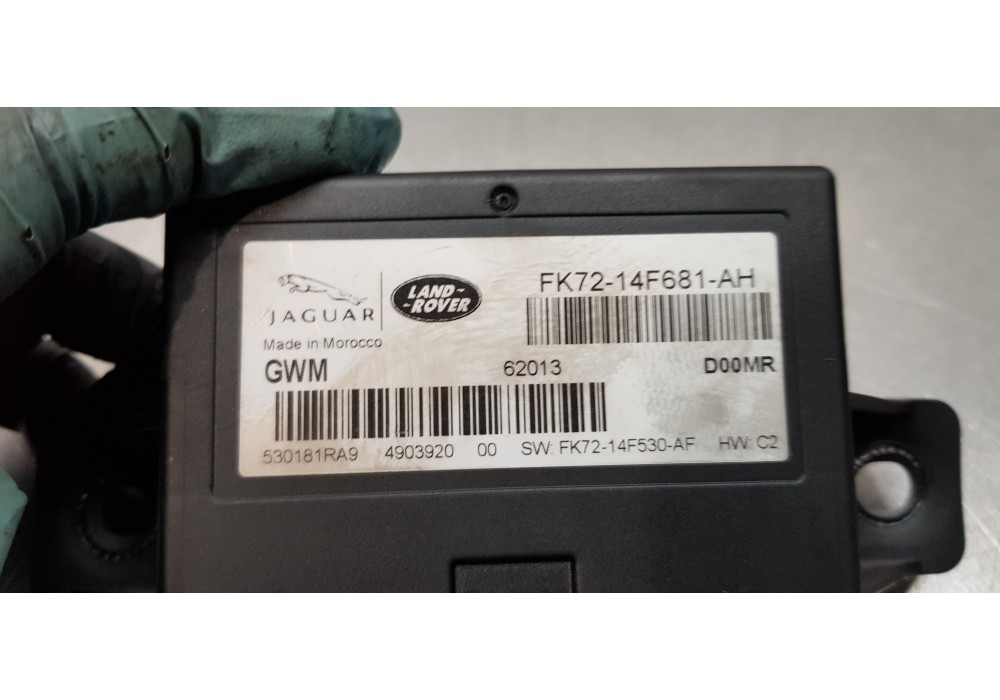 FK72-14F681-AH
JAGUAR
LAND-
-ROVER
Made in Morocco
GWM 62013 D00MR
530181RA9 4903920 00 SW: FK72-14F530-AF HW: C2